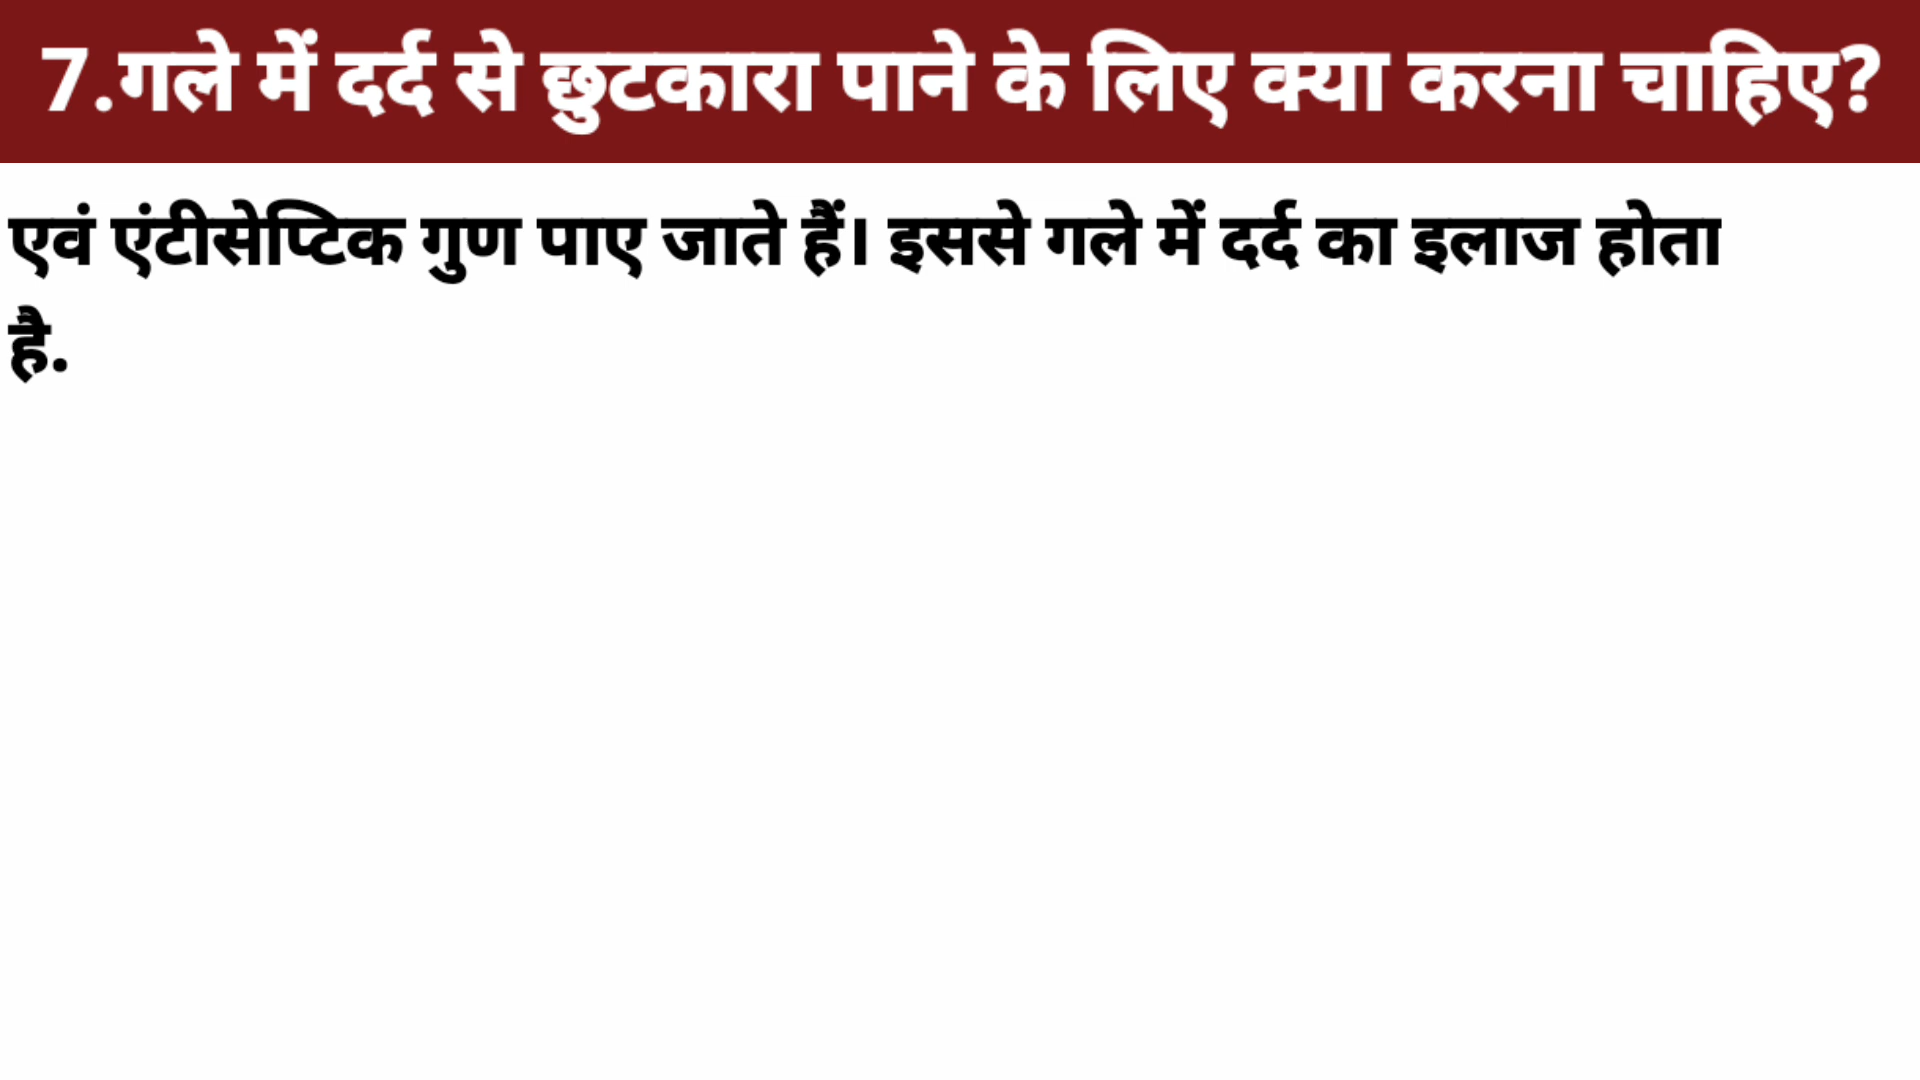 7.गले में दर्द से छुटकारा पाने के लिए क्या करना चाहिए?
एवं एंटीसेप्टिक गुण पाए जाते हैं। इससे गले में दर्द का इलाज होता
है.